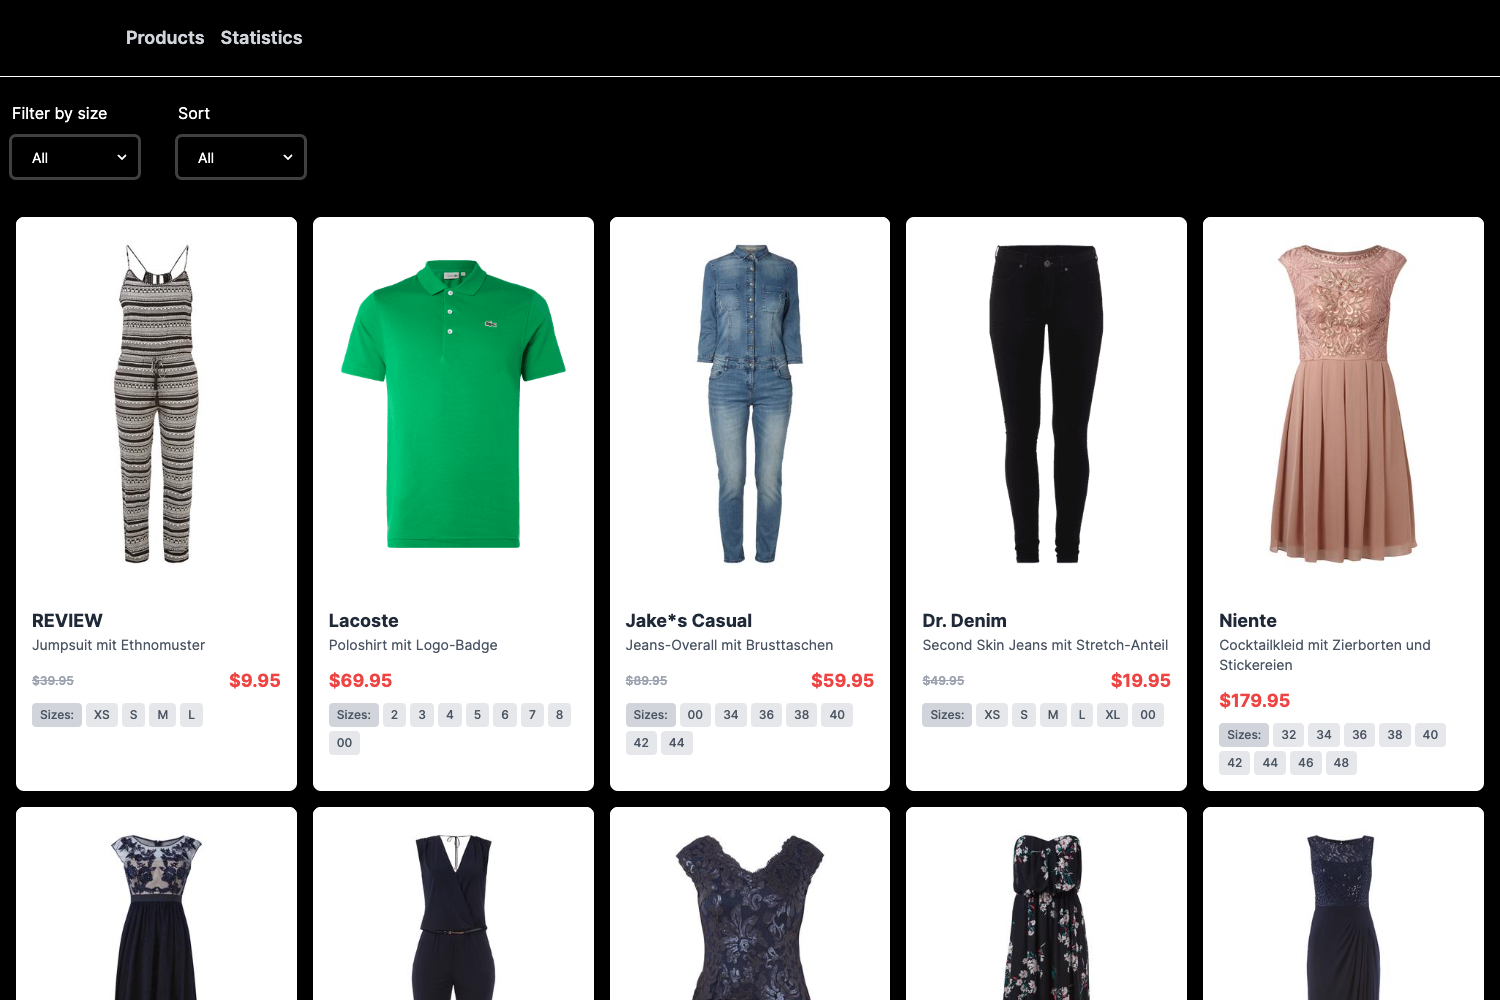 Products Statistics
Filter by size Sort
All All
REVIEW
Jumpsuit mit Ethnomuster
$39.95 $9.95
Sizes: XS S M L
Lacoste
Poloshirt mit Logo-Badge
$69.95
Sizes: 2 3 4 5 6 7 8
00
Jake*s Casual
Jeans-Overall mit Brusttaschen
$89.95 $59.95
Sizes: 00 34 36 38 40
42 44
Dr. Denim
Second Skin Jeans mit Stretch-Anteil
$49.95 $19.95
Sizes: XS S M L XL 00
Niente
Cocktailkleid mit Zierborten und
Stickereien
$179.95
Sizes: 32 34 36 38 40
42 44 46 48